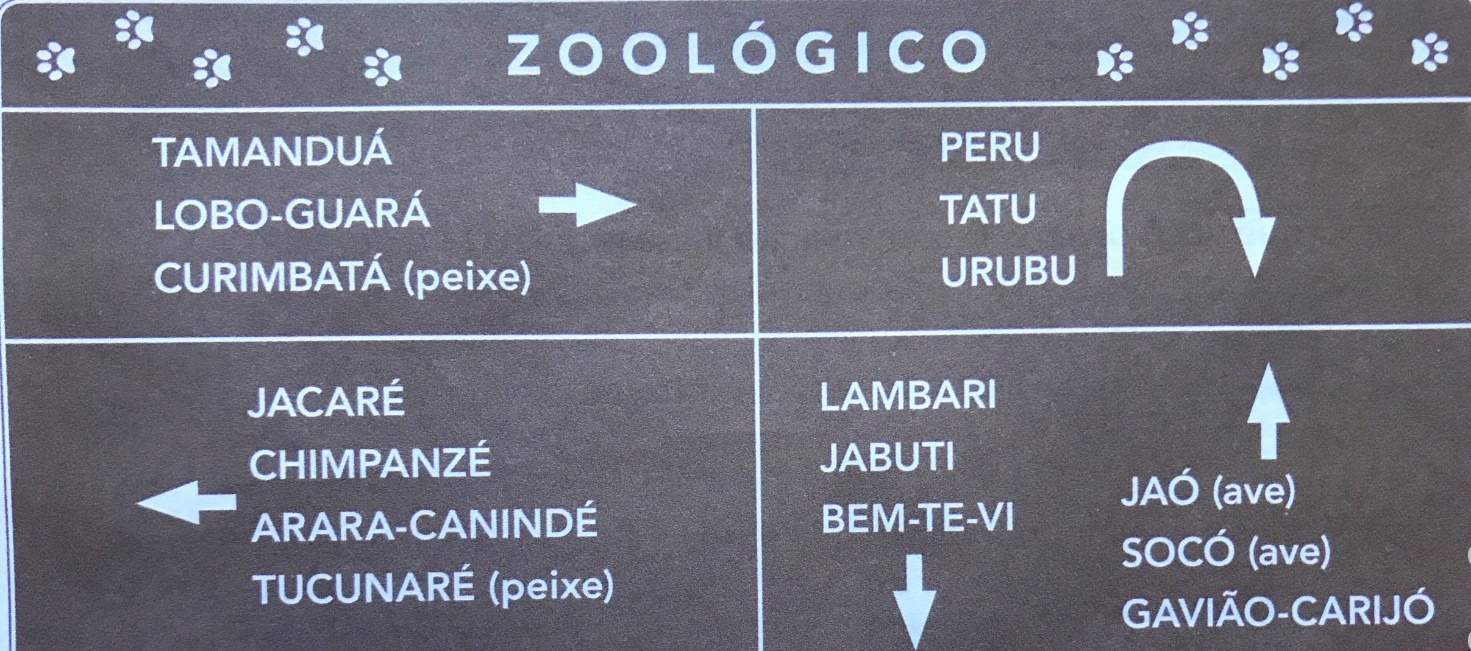 ZOOLÓGICO
TAMANDUÁ
LOBO-GUARÁ
CURIMBATÁ (peixe)
PERU
TATU
URUBU
JACARÉ
CHIMPANZÉ
ARARA-CANINDÉ
TUCUNARÉ (peixe)
LAMBARI
JABUTI
BEM-TE-VI
JAÓ (ave)
SOCÓ (ave)
GAVIÃO-CARIJÓ